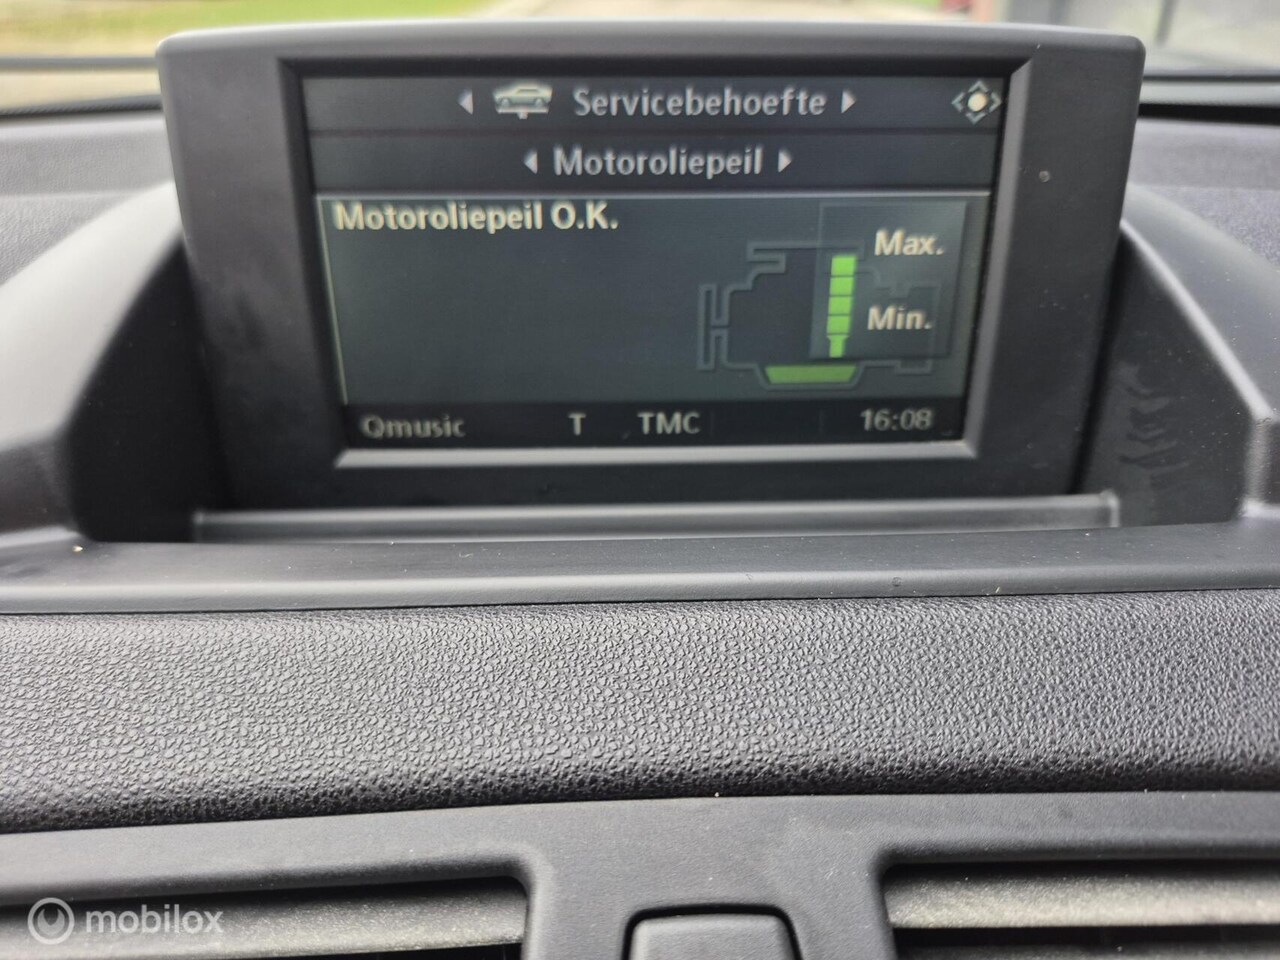 Servicebehoefte
Motoroliepeil
Motoroliepeil O.K.
Max.
Min.
Qmusic T TMC 16:08
mobilox